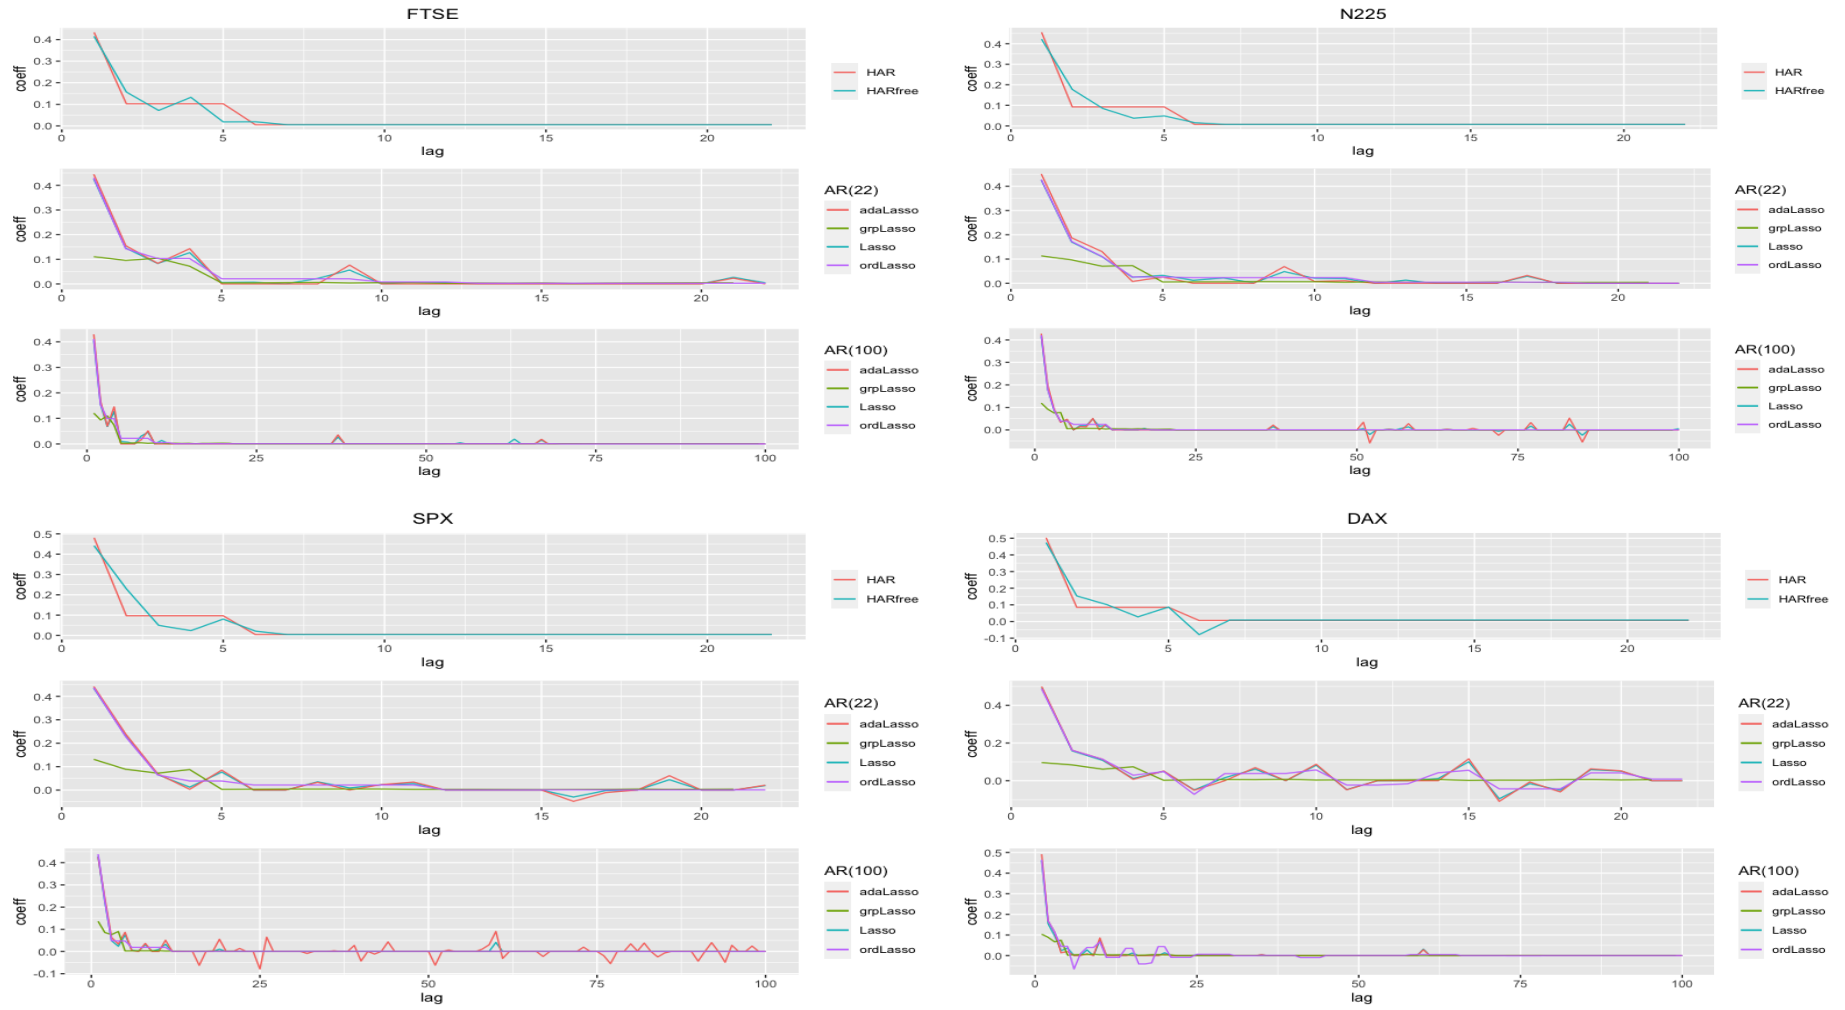 FTSE
0.4
0.3
0.2
0.1
0.0
coeff
0 5 10 15 20
lag
HAR
HARfree
0.4
0.3
0.2
0.1
0.0
coeff
0 5 10 15 20
lag
AR(22)
adaLasso
grpLasso
Lasso
ordLasso
0.4
0.3
0.2
0.1
0.0
coeff
0 25 50 75 100
lag
AR(100)
adaLasso
grpLasso
Lasso
ordLasso
N225
0.4
0.3
0.2
0.1
0.0
coeff
0 5 10 15 20
lag
HAR
HARfree
0.4
0.3
0.2
0.1
0.0
coeff
0 5 10 15 20
lag
AR(22)
adaLasso
grpLasso
Lasso
ordLasso
0.4
0.3
0.2
0.1
0.0
coeff
0 25 50 75 100
lag
AR(100)
adaLasso
grpLasso
Lasso
ordLasso
SPX
0.5
0.4
0.3
0.2
0.1
0.0
coeff
0 5 10 15 20
lag
HAR
HARfree
0.4
0.3
0.2
0.1
0.0
coeff
0 5 10 15 20
lag
AR(22)
adaLasso
grpLasso
Lasso
ordLasso
0.4
0.3
0.2
0.1
0.0
-0.1
coeff
0 25 50 75 100
lag
AR(100)
adaLasso
grpLasso
Lasso
ordLasso
DAX
0.5
0.4
0.3
0.2
0.1
0.0
-0.1
coeff
0 5 10 15 20
lag
HAR
HARfree
0.4
0.2
0.0
coeff
0 5 10 15 20
lag
AR(22)
adaLasso
grpLasso
Lasso
ordLasso
0.5
0.4
0.3
0.2
0.1
0.0
coeff
0 25 50 75 100
lag
AR(100)
adaLasso
grpLasso
Lasso
ordLasso